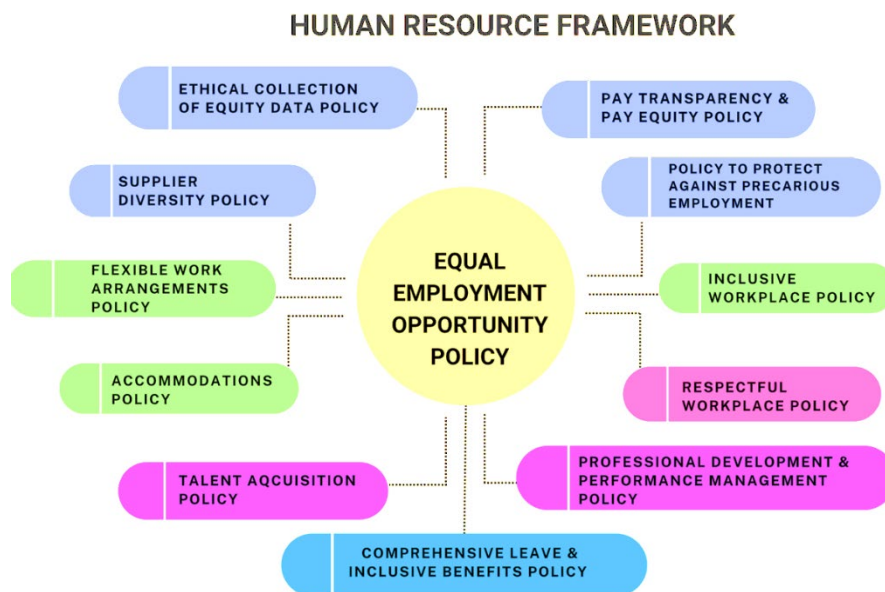 HUMAN RESOURCE FRAMEWORK
ETHICAL COLLECTION
OF EQUITY DATA POLICY
PAY TRANSPARENCY &
PAY EQUITY POLICY
SUPPLIER
DIVERSITY POLICY
POLICY TO PROTECT
AGAINST PRECARIOUS
EMPLOYMENT
EQUAL
EMPLOYMENT
OPPORTUNITY
POLICY
FLEXIBLE WORK
ARRANGEMENTS
POLICY
INCLUSIVE
WORKPLACE POLICY
ACCOMMODATIONS
POLICY
RESPECTFUL
WORKPLACE POLICY
TALENT AQCUISITION
POLICY
PROFESSIONAL DEVELOPMENT &
PERFORMANCE MANAGEMENT
POLICY
COMPREHENSIVE LEAVE &
INCLUSIVE BENEFITS POLICY